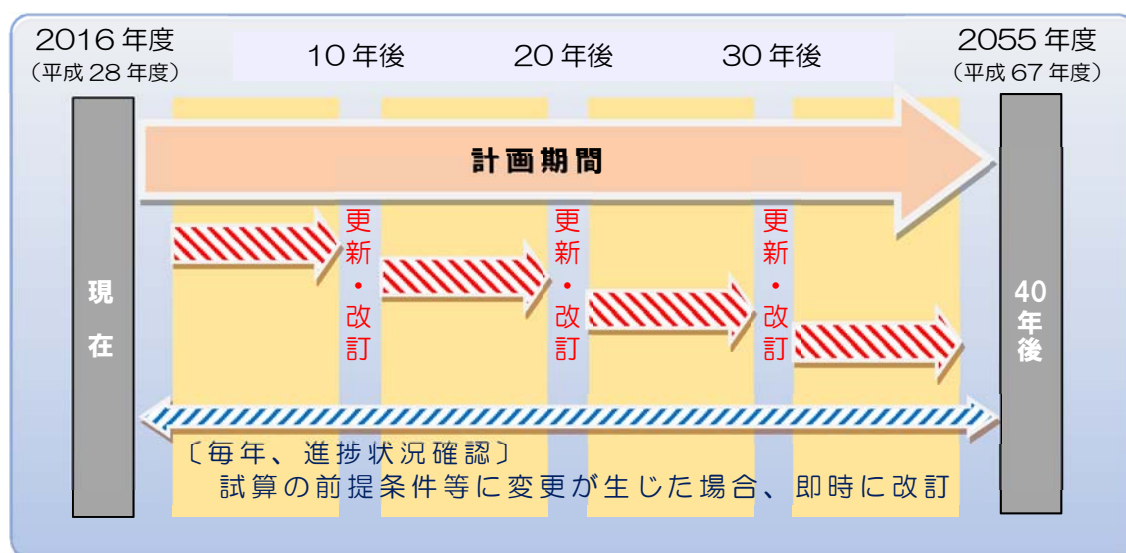 2016年度
（平成28年度）
10年後
20年後
30年後
2055年度
（平成67年度）
計画期間
現在
更新・改訂
更新・改訂
更新・改訂
40年後
〔毎年、進捗状況確認〕
試算の前提条件等に変更が生じた場合、即時に改訂